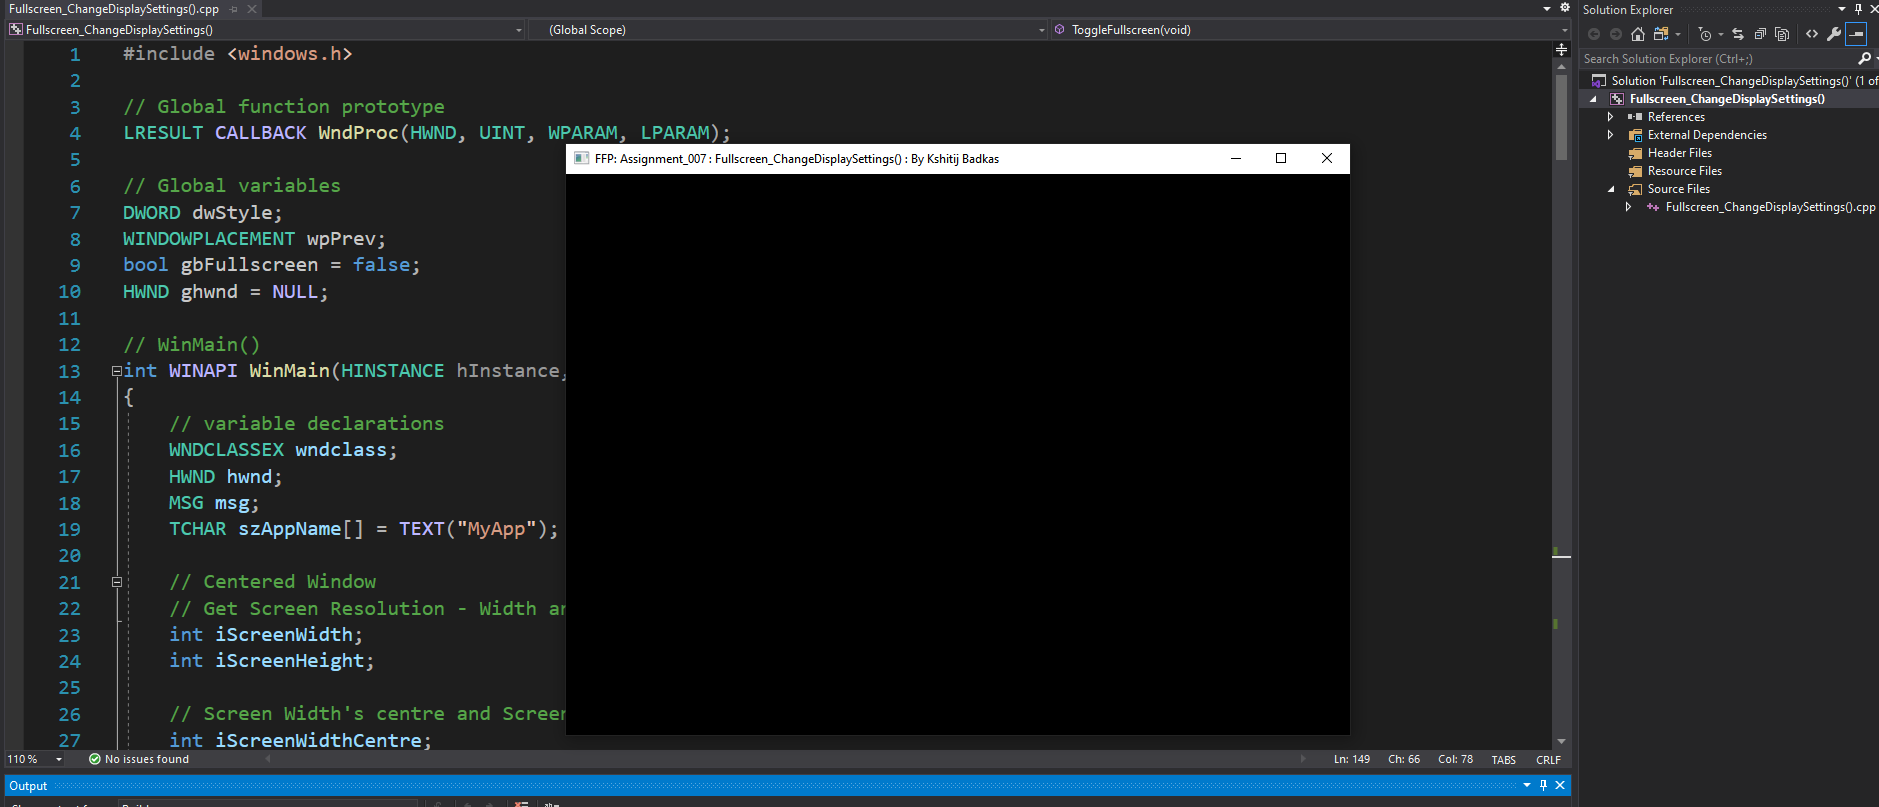 Fullscreen_ChangeDisplaySettings().cpp
Fullscreen_ChangeDisplaySettings()
(Global Scope)
ToggleFullscreen(void)
1 #include <windows.h>
2
3 // Global function prototype
4 LRESULT CALLBACK WndProc(HWND, UINT, WPARAM, LPARAM);
5
6 // Global variables
7 DWORD dwStyle;
8 WINDOWPLACEMENT wpPrev;
9 bool gbFullscreen = false;
10 HWND ghwnd = NULL;
11
12 // WinMain()
13 int WINAPI WinMain(HINSTANCE hInstance,
14 {
15 // variable declarations
16 WNDCLASSEX wndclass;
17 HWND hwnd;
18 MSG msg;
19 TCHAR szAppName[] = TEXT("MyApp");
20
21 // Centered Window
22 // Get Screen Resolution - Width an
23 int iScreenWidth;
24 int iScreenHeight;
25
26 // Screen Width's centre and Screen
27 int iScreenWidthCentre;
FFP: Assignment_007 : Fullscreen_ChangeDisplaySettings() : By Kshitij Badkas
110 %
No issues found
Ln: 149 Ch: 66 Col: 78 TABS CRLF
Output
Solution Explorer
Search Solution Explorer (Ctrl+;)
Solution 'Fullscreen_ChangeDisplaySettings()' (1 of
Fullscreen_ChangeDisplaySettings()
References
External Dependencies
Header Files
Resource Files
Source Files
Fullscreen_ChangeDisplaySettings().cpp